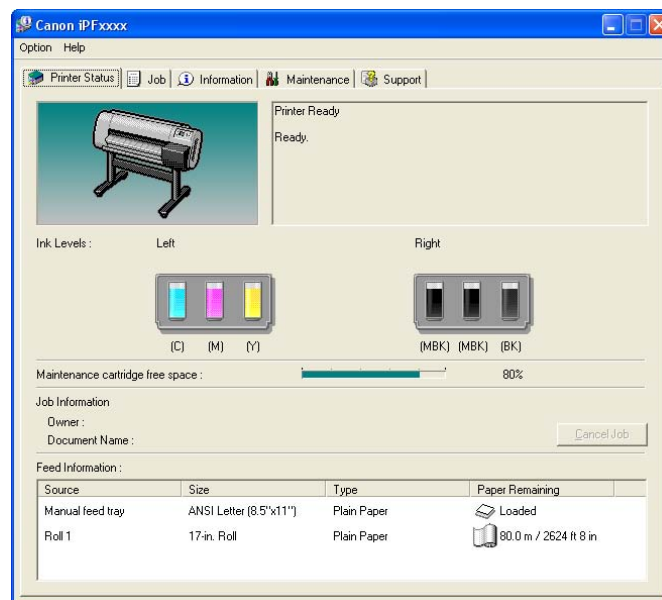 Canon iPFxxxx
Option Help
Printer Status Job Information Maintenance Support
Printer Ready
Ready.
Ink Levels : Left Right
(C) (M) (Y) (MBK) (MBK) (BK)
Maintenance cartridge free space : 80%
Job Information
Owner :
Document Name :
Cancel Job
Feed Information :
Source Size Type Paper Remaining
Manual feed tray ANSI Letter (8.5"x11") Plain Paper Loaded
Roll 1 17-in. Roll Plain Paper 80.0 m / 2624 ft 8 in